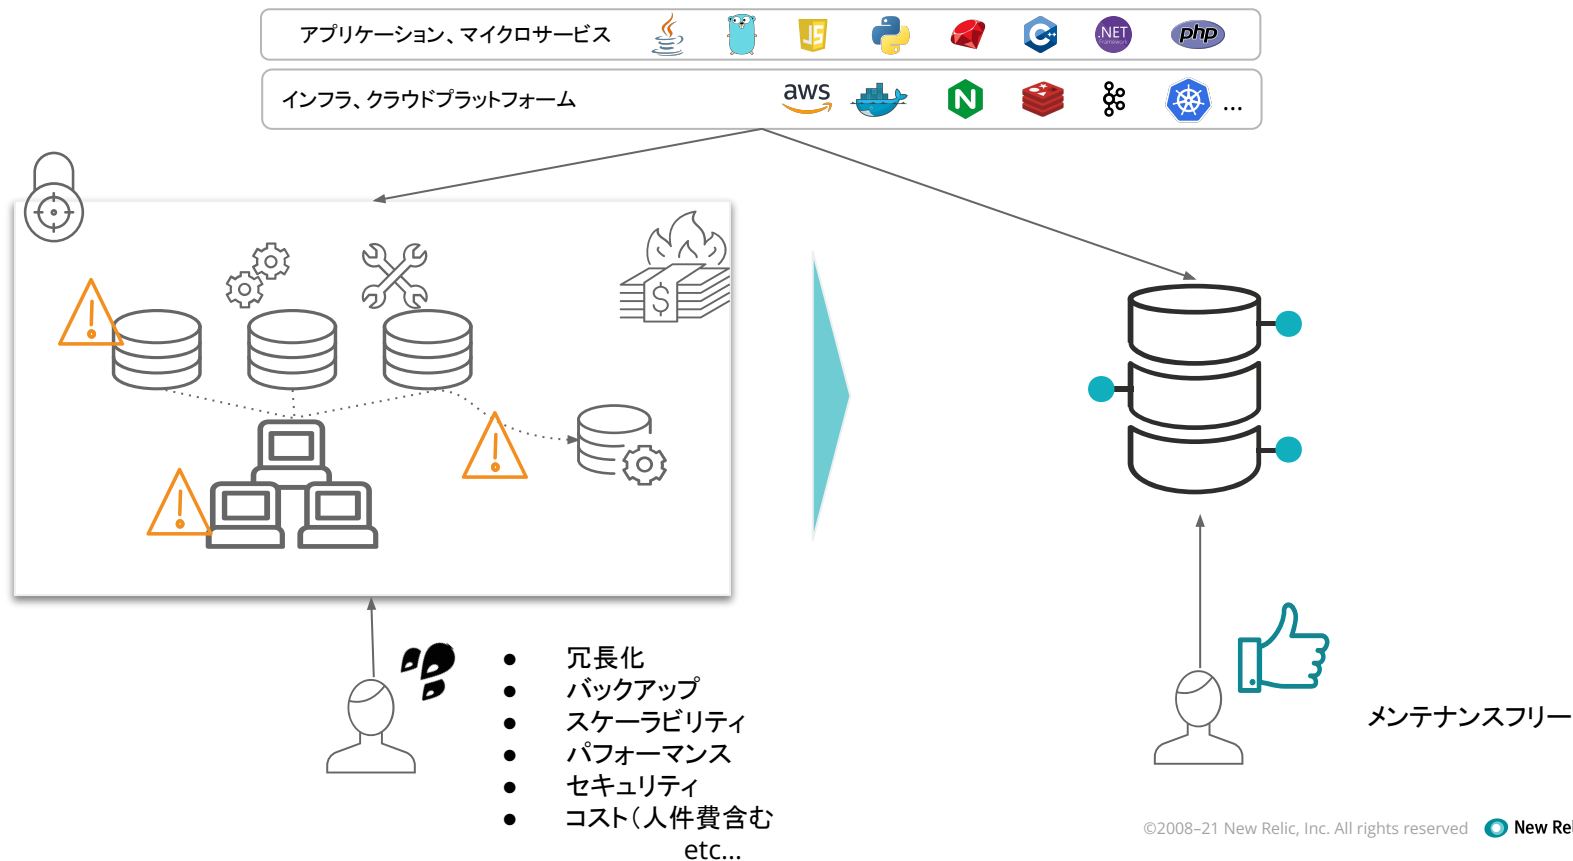 アプリケーション、マイクロサービス
JS
C++
.NET
Framework
php
インフラ、クラウドプラットフォーム
aws
N
...
$
● 冗長化
● バックアップ
● スケーラビリティ
● パフォーマンス
● セキュリティ
● コスト（人件費含む
etc...
メンテナンスフリー
©2008–21 New Relic, Inc. All rights reserved
New Rel